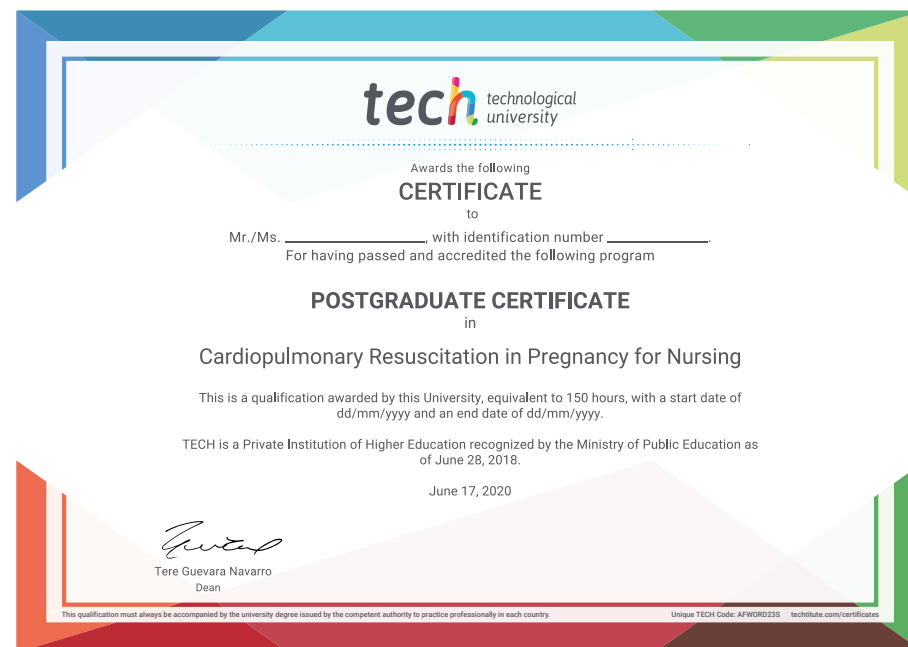 tech technological
university
Awards the following
CERTIFICATE
to
Mr./Ms. ____________________, with identification number ______________.
For having passed and accredited the following program
POSTGRADUATE CERTIFICATE
in
Cardiopulmonary Resuscitation in Pregnancy for Nursing
This is a qualification awarded by this University, equivalent to 150 hours, with a start date of
dd/mm/yyyy and an end date of dd/mm/yyyy.
TECH is a Private Institution of Higher Education recognized by the Ministry of Public Education as
of June 28, 2018.
June 17, 2020
Tere Guevara Navarro
Dean
This qualification must always be accompanied by the university degree issued by the competent authority to practice professionally in each country. Unique TECH Code: AFWORD23S techtitute.com/certificates